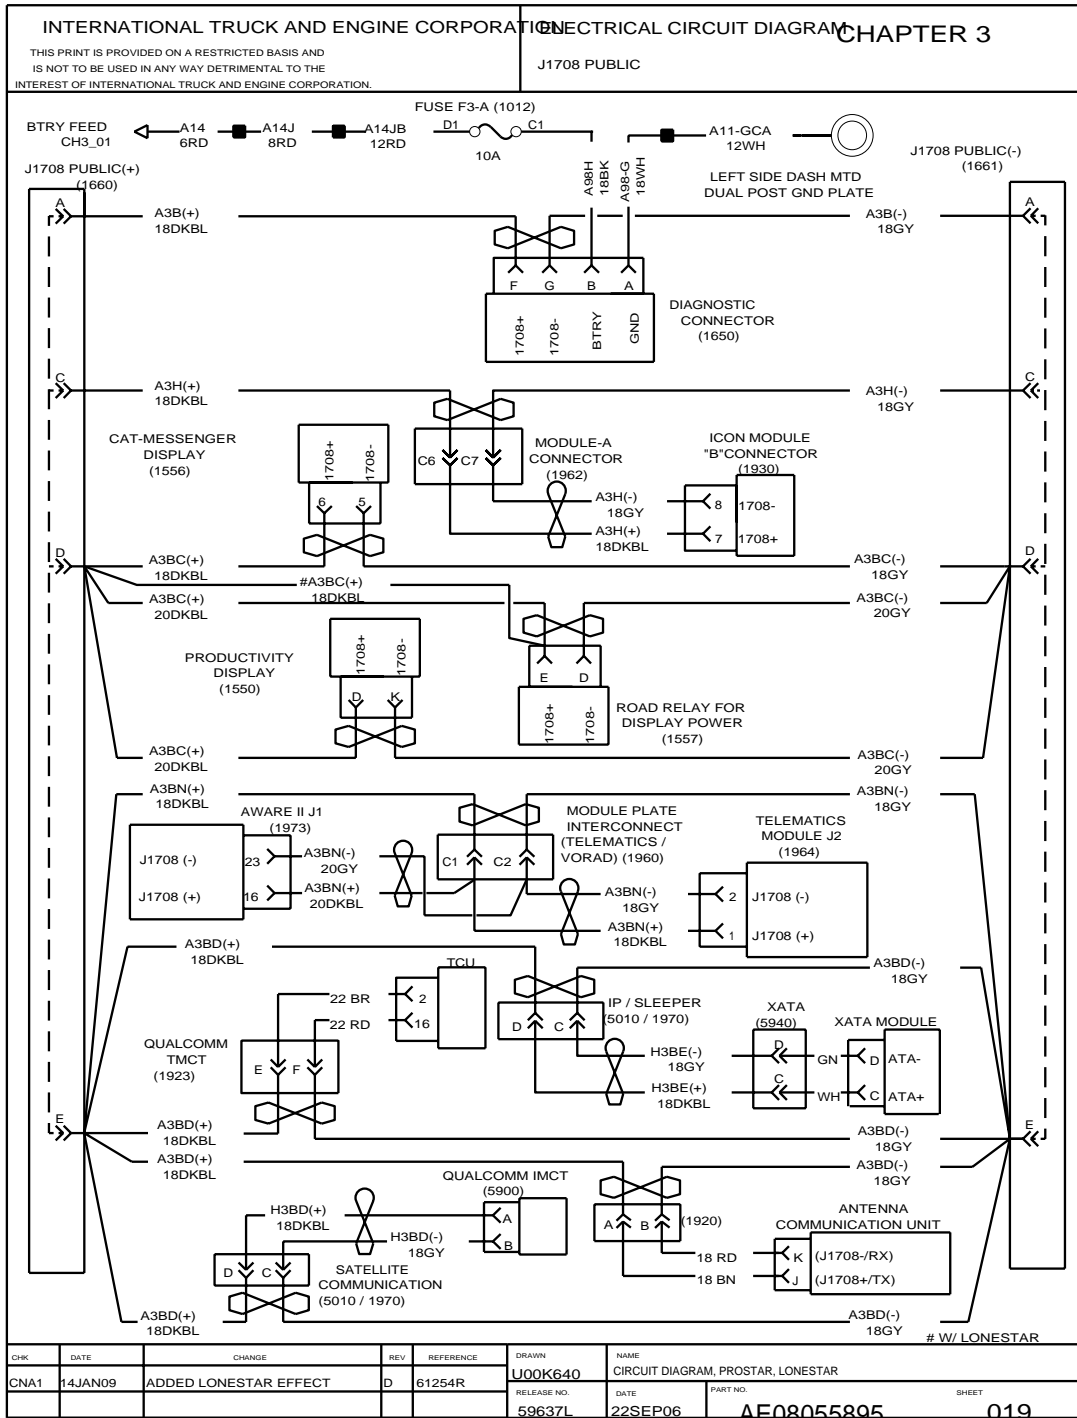 INTERNATIONAL TRUCK AND ENGINE CORPORATION
ELECTRICAL CIRCUIT DIAGRAM
CHAPTER 3
THIS PRINT IS PROVIDED ON A RESTRICTED BASIS AND
IS NOT TO BE USED IN ANY WAY DETRIMENTAL TO THE
INTEREST OF INTERNATIONAL TRUCK AND ENGINE CORPORATION.
J1708 PUBLIC
FUSE F3-A (1012)
BTRY FEED
CH3_01
A14
6RD
A14J
8RD
A14JB
12RD
D1
C1
10A
A98H
18BK
A98-G
18WH
A11-GCA
12WH
LEFT SIDE DASH MTD
DUAL POST GND PLATE
J1708 PUBLIC(+)
(1660)
J1708 PUBLIC(-)
(1661)
A
A3B(+)
18DKBL
A3B(-)
18GY
A
F
G
B
A
1708+
1708-
BTRY
GND
DIAGNOSTIC
CONNECTOR
(1650)
C
A3H(+)
18DKBL
A3H(-)
18GY
C
CAT-MESSENGER
DISPLAY
(1556)
1708+
1708-
6
5
C6
C7
MODULE-A
CONNECTOR
(1962)
ICON MODULE
"B"CONNECTOR
(1930)
A3H(-)
18GY
8
1708-
A3H(+)
18DKBL
7
1708+
D
A3BC(+)
18DKBL
A3BC(-)
18GY
D
#A3BC(+)
18DKBL
A3BC(+)
20DKBL
A3BC(-)
20GY
PRODUCTIVITY
DISPLAY
(1550)
1708+
1708-
D
K
E
D
1708+
1708-
ROAD RELAY FOR
DISPLAY POWER
(1557)
A3BC(+)
20DKBL
A3BC(-)
20GY
A3BN(+)
18DKBL
A3BN(-)
18GY
AWARE II J1
(1973)
J1708 (-)
23
A3BN(-)
20GY
J1708 (+)
16
A3BN(+)
20DKBL
C1
C2
MODULE PLATE
INTERCONNECT
(TELEMATICS /
VORAD) (1960)
TELEMATICS
MODULE J2
(1964)
A3BN(-)
18GY
2
J1708 (-)
A3BN(+)
18DKBL
1
J1708 (+)
A3BD(+)
18DKBL
A3BD(-)
18GY
TCU
22 BR
2
22 RD
16
QUALCOMM
TMCT
(1923)
E
F
D
C
IP / SLEEPER
(5010 / 1970)
XATA
(5940)
XATA MODULE
H3BE(-)
18GY
D
GN
D
ATA-
H3BE(+)
18DKBL
C
WH
C
ATA+
E
A3BD(+)
18DKBL
A3BD(-)
18GY
E
A3BD(+)
18DKBL
A3BD(-)
18GY
QUALCOMM IMCT
(5900)
H3BD(+)
18DKBL
A
H3BD(-)
18GY
B
D
C
SATELLITE
COMMUNICATION
(5010 / 1970)
A
B
(1920)
ANTENNA
COMMUNICATION UNIT
18 RD
K
(J1708-/RX)
18 BN
J
(J1708+/TX)
A3BD(+)
18DKBL
A3BD(-)
18GY
# W/ LONESTAR
CHK
DATE
CHANGE
REV
REFERENCE
DRAWN
NAME
CNA1
14JAN09
ADDED LONESTAR EFFECT
D
61254R
U00K640
CIRCUIT DIAGRAM, PROSTAR, LONESTAR
RELEASE NO.
DATE
PART NO.
SHEET
59637L
22SEP06
AE08055895
019